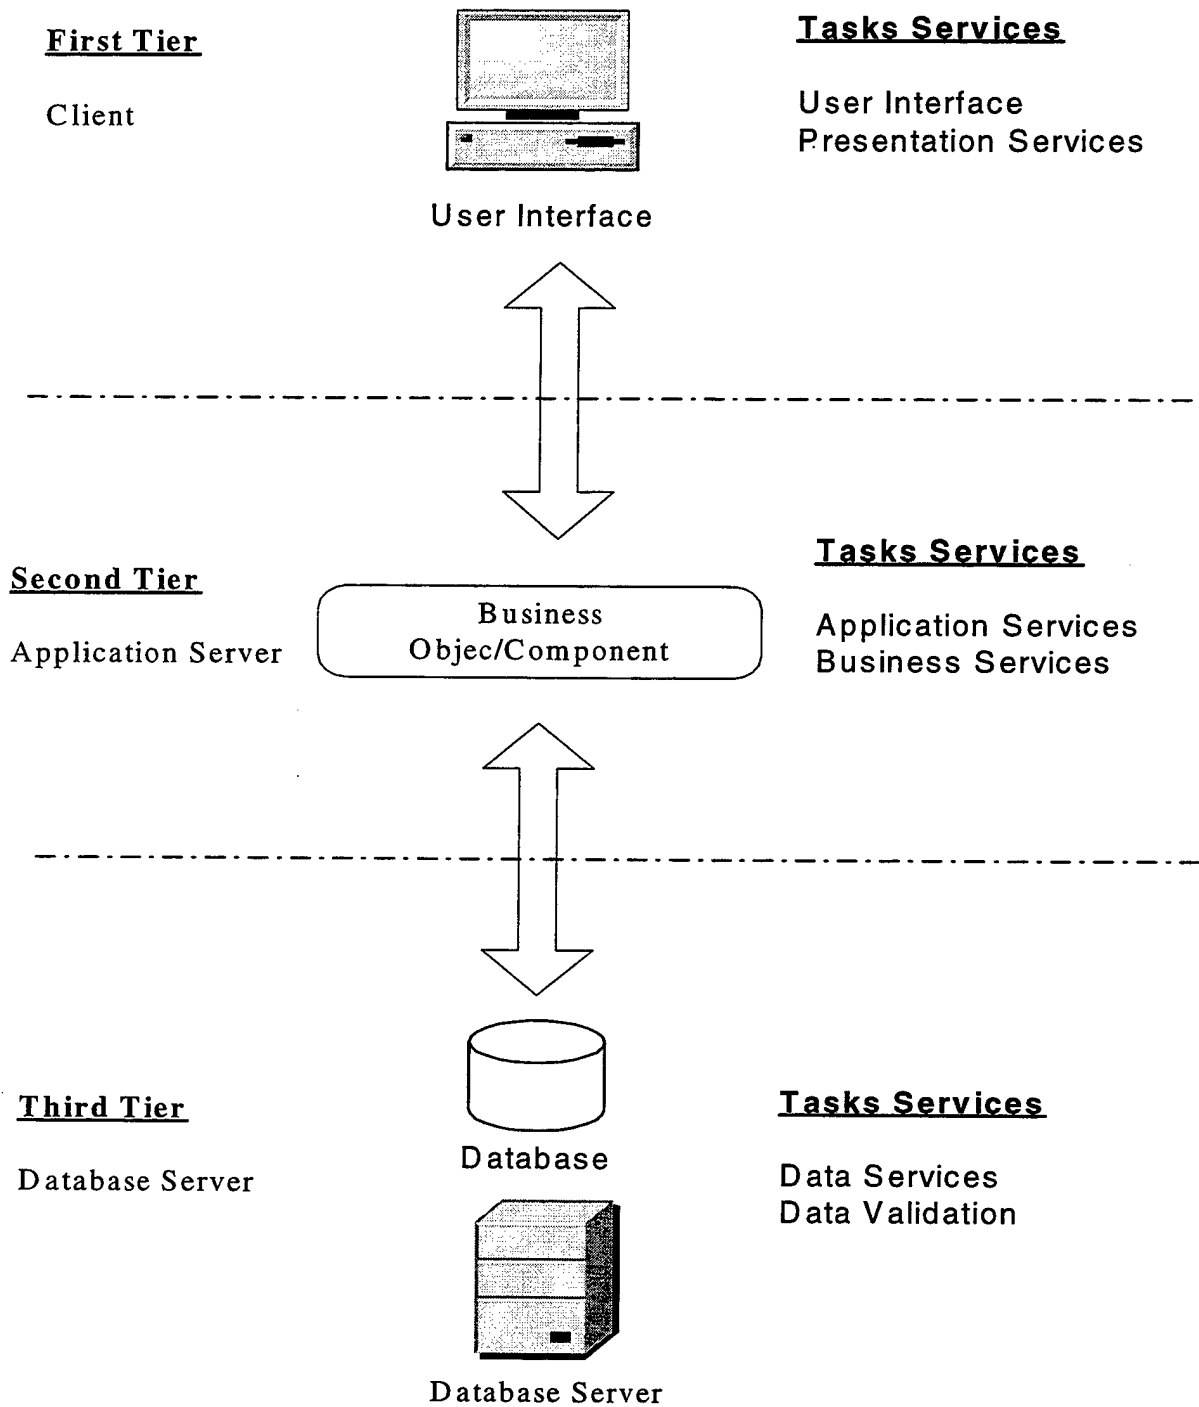 First Tier
Client
User Interface
Tasks Services
User Interface
Presentation Services
Second Tier
Application Server
Business
Objec/Component
Tasks Services
Application Services
Business Services
Third Tier
Database Server
Database
Database Server
Tasks Services
Data Services
Data Validation